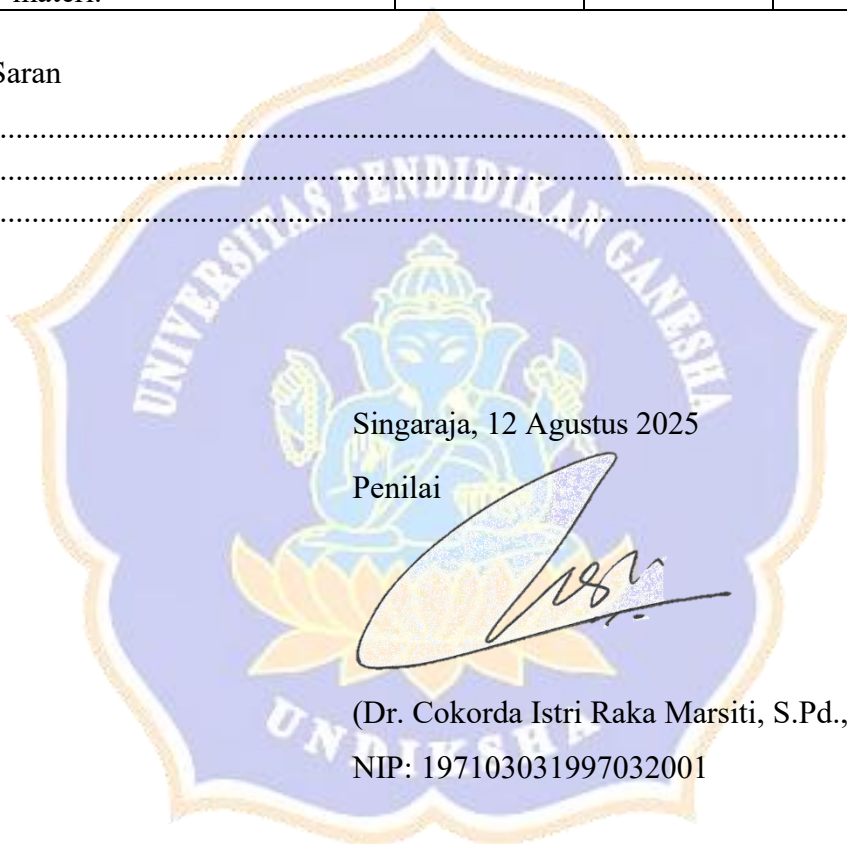 materi.
Saran
................................................................................
................................................................................
................................................................................
UNIVERSITAS PENDIDIKAN GANESHA
Singaraja, 12 Agustus 2025
Penilai
(Dr. Cokorda Istri Raka Marsiti, S.Pd.,
NIP: 197103031997032001
UNDIKSHA